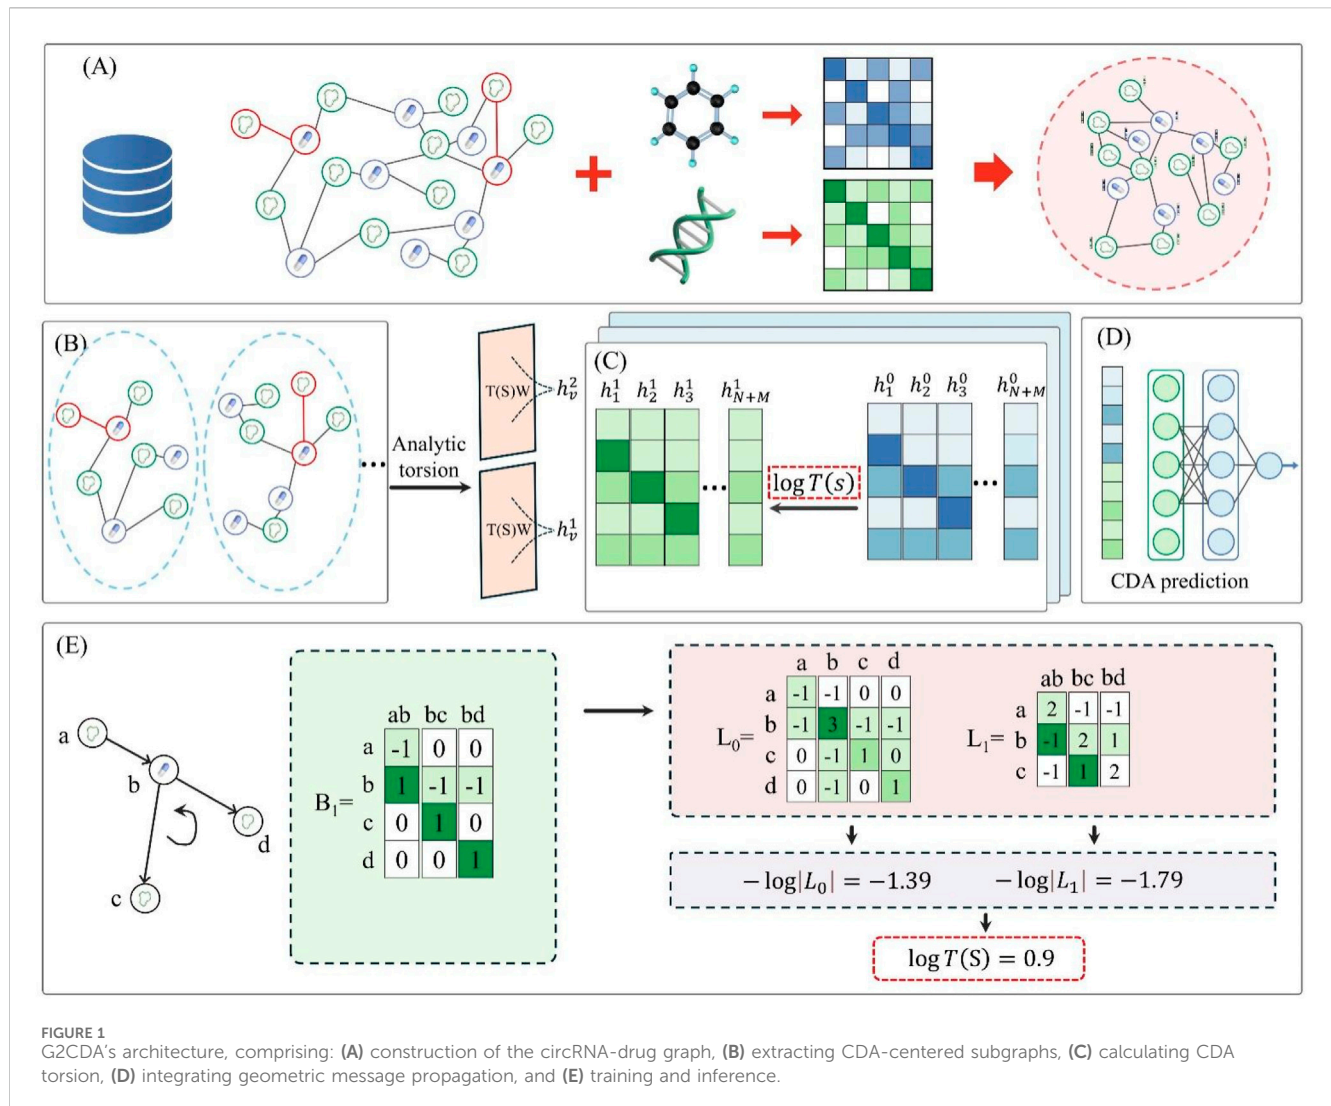 (A)
(B)
Analytic
torsion
T(S)W
h_v^2
T(S)W
h_v^1
(C)
h_1^1 h_2^1 h_3^1 h_{N+M}^1
h_1^0 h_2^0 h_3^0 h_{N+M}^0
log T(s)
(D)
CDA prediction
(E)
a
b
c
d
B_1=
ab bc bd
a -1 0 0
b 1 -1 -1
c 0 1 0
d 0 0 1
L_0=
a b c d
a -1 -1 0 0
b -1 3 -1 -1
c 0 -1 1 0
d 0 -1 0 1
L_1=
ab bc bd
a 2 -1 -1
b -1 2 1
c -1 1 2
− log|L_0| = −1.39
− log|L_1| = −1.79
log T(S) = 0.9
FIGURE 1
G2CDA's architecture, comprising: (A) construction of the circRNA-drug graph, (B) extracting CDA-centered subgraphs, (C) calculating CDA
torsion, (D) integrating geometric message propagation, and (E) training and inference.